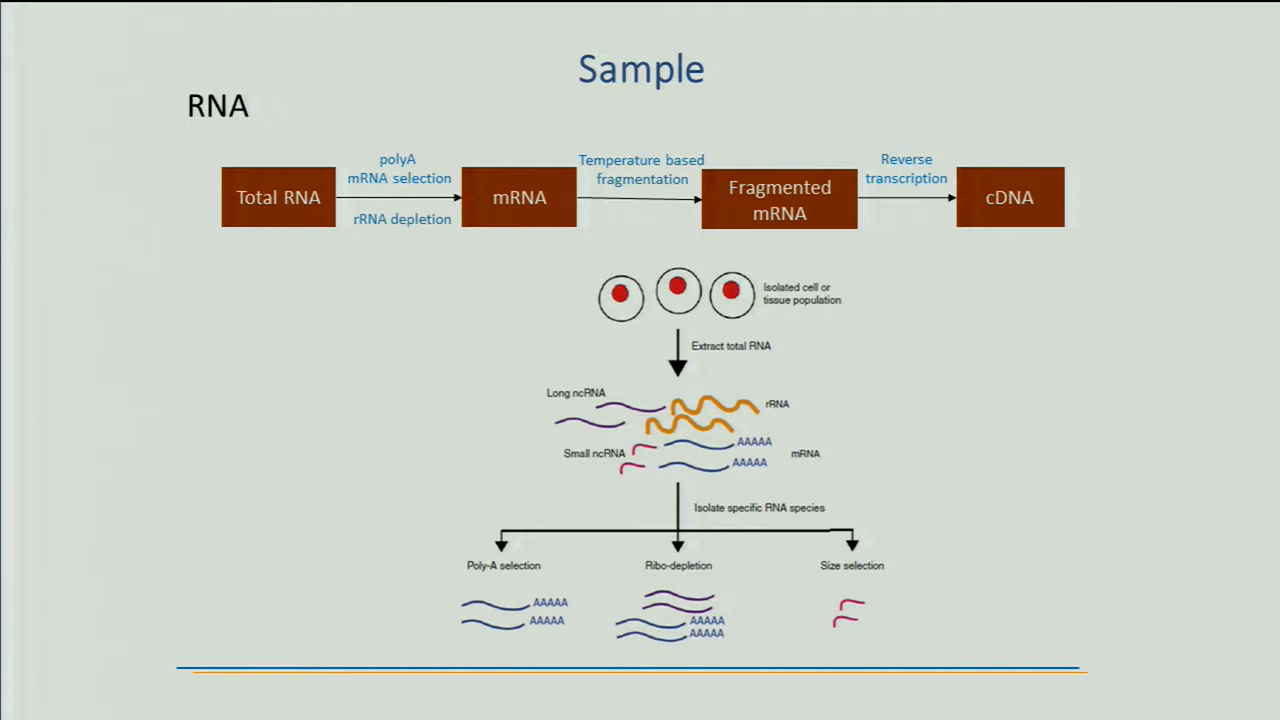 Sample
RNA
polyA
mRNA selection
rRNA depletion
Temperature based
fragmentation
Reverse
transcription
Total RNA
mRNA
Fragmented
mRNA
cDNA
Isolated cell or
tissue population
Extract total RNA
Long ncRNA
rRNA
AAAAA
Small ncRNA
mRNA
AAAAA
Isolate specific RNA species
Poly-A selection
Ribo-depletion
Size selection
AAAAA
AAAAA
AAAAA
AAAAA